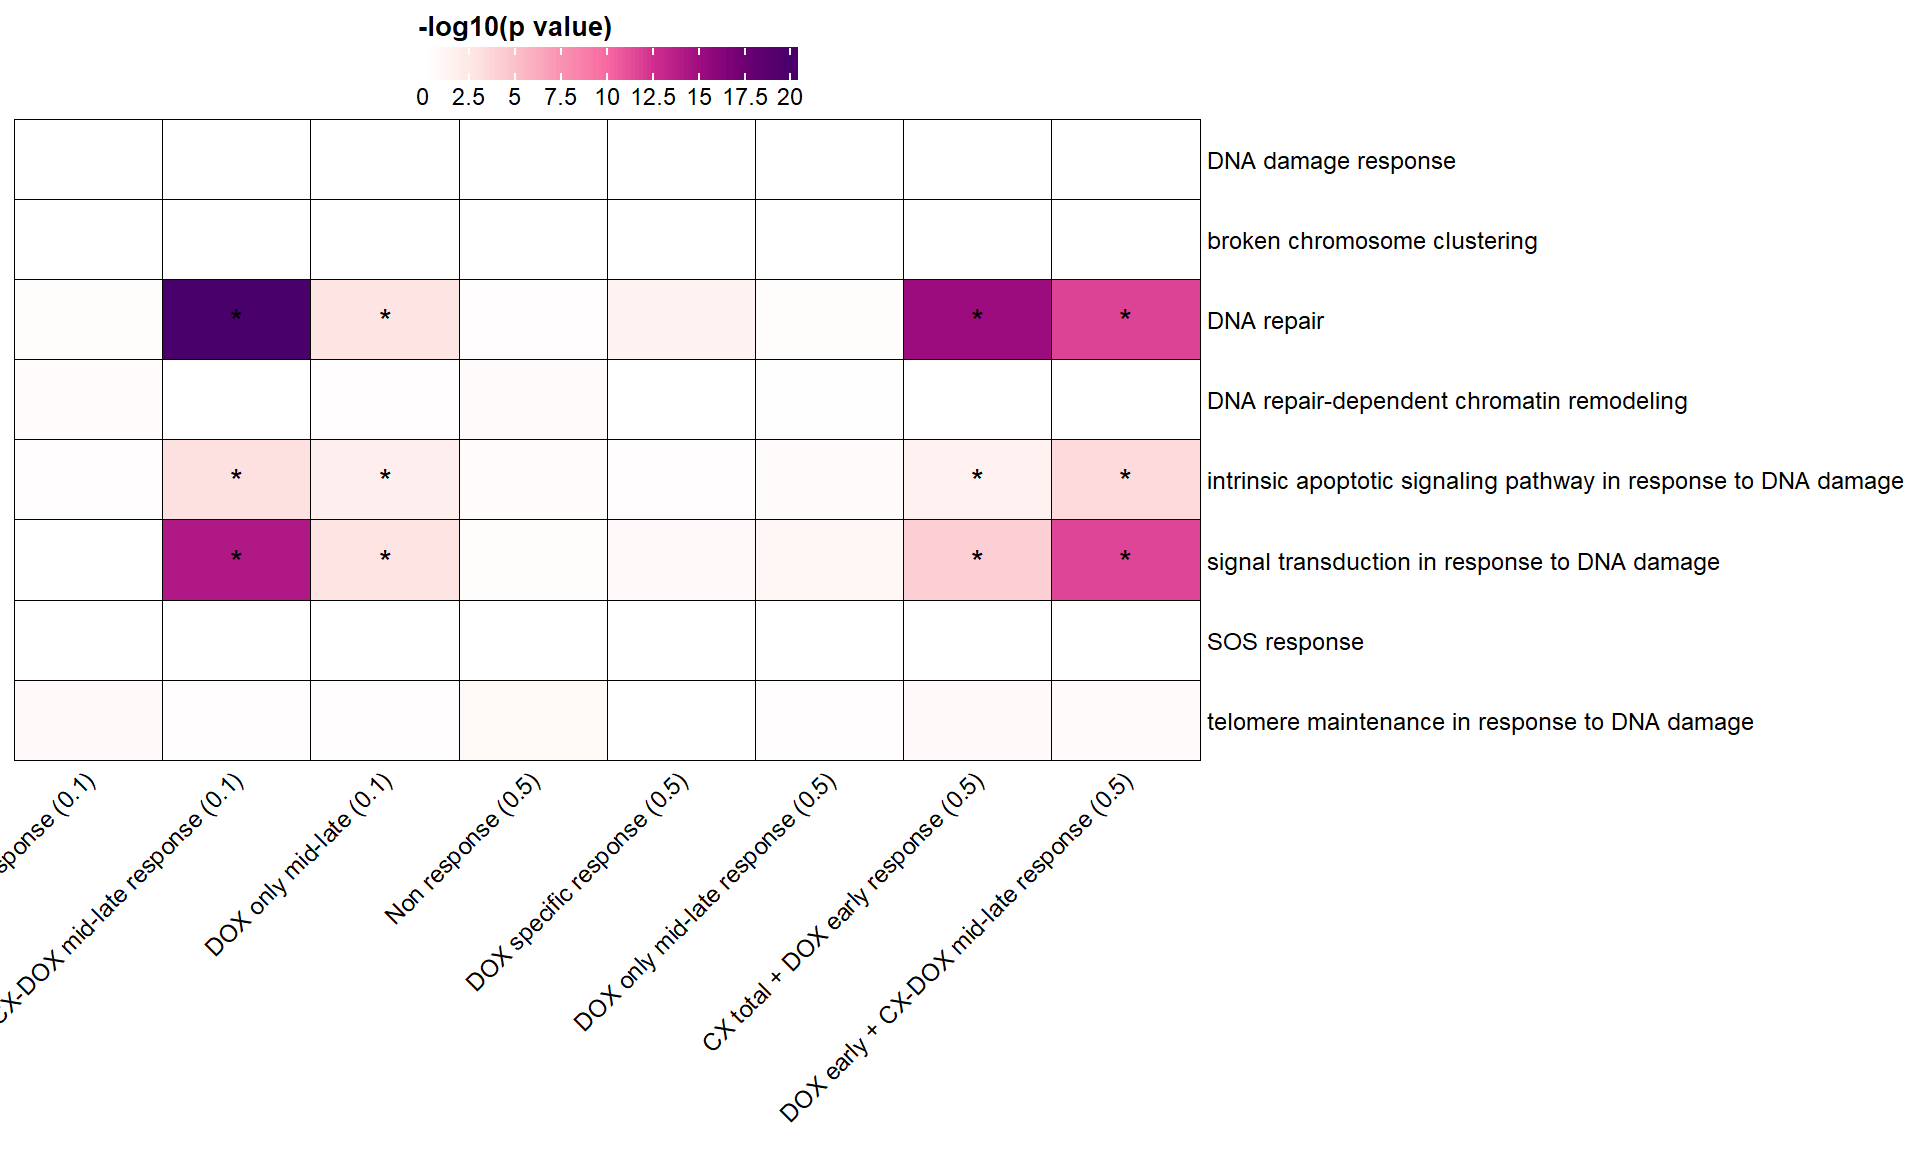 -log10(p value)
0 2.5 5 7.5 10 12.5 15 17.5 20
DNA damage response
broken chromosome clustering
* * * * DNA repair
DNA repair-dependent chromatin remodeling
* * * * intrinsic apoptotic signaling pathway in response to DNA damage
* * * * signal transduction in response to DNA damage
SOS response
telomere maintenance in response to DNA damage
sponse (0.1)
CX-DOX mid-late response (0.1)
DOX only mid-late (0.1)
Non response (0.5)
DOX specific response (0.5)
DOX only mid-late response (0.5)
CX total + DOX early response (0.5)
DOX early + CX-DOX mid-late response (0.5)